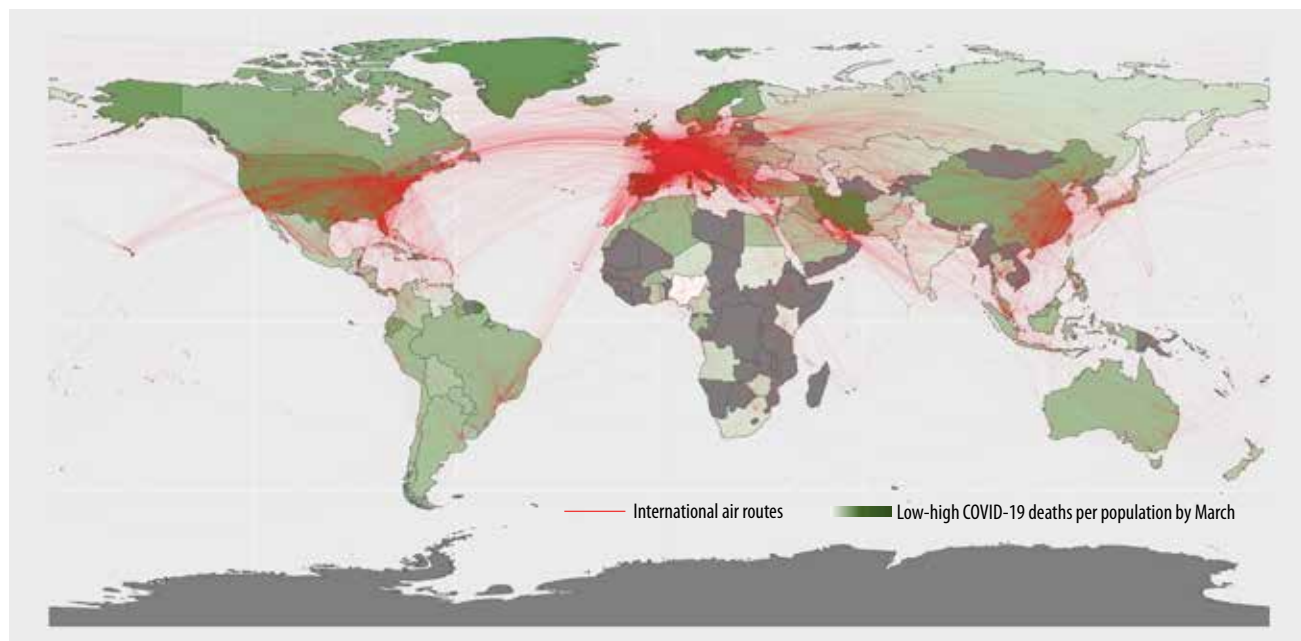 International air routes
Low-high COVID-19 deaths per population by March